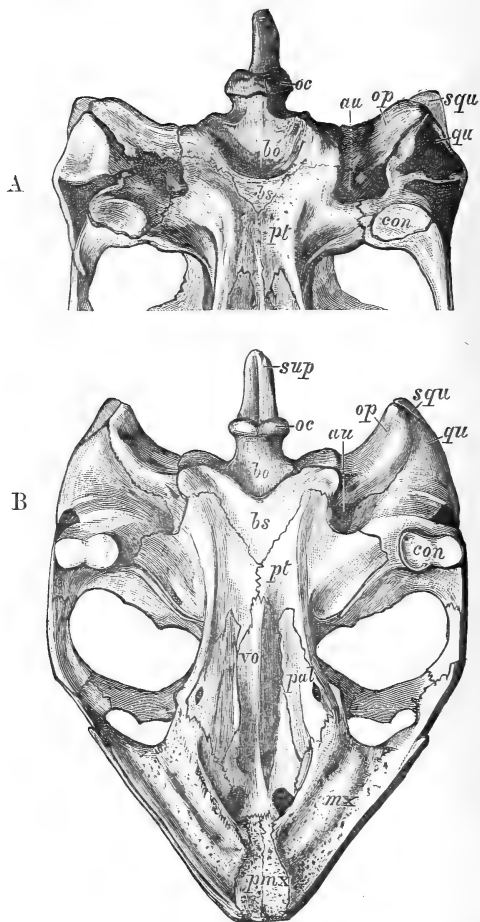 oc
au
op
squ
qu
bo
A
bs
pt
con
sup
squ
op
oc
qu
au
bo
B
bs
con
pt
vo
pal
mx
pmx